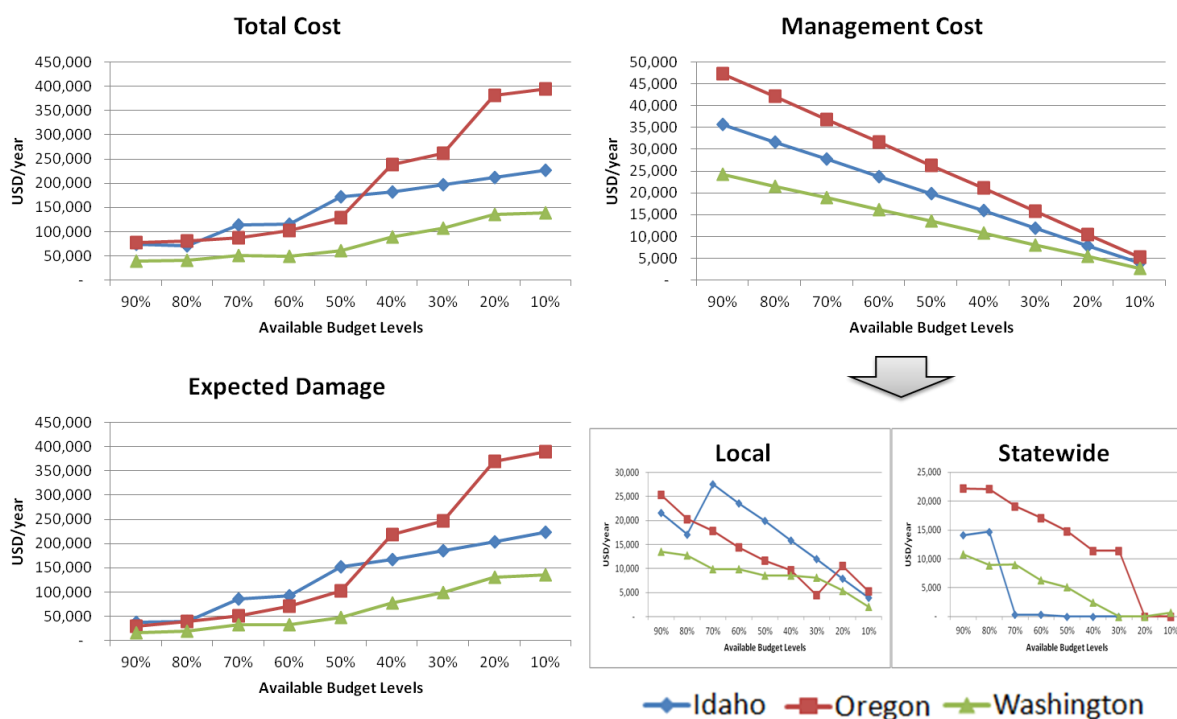 Total Cost
450,000
400,000
350,000
300,000
250,000
200,000
150,000
100,000
50,000
-
USD/year
90% 80% 70% 60% 50% 40% 30% 20% 10%
Available Budget Levels
Management Cost
50,000
45,000
40,000
35,000
30,000
25,000
20,000
15,000
10,000
5,000
-
USD/year
90% 80% 70% 60% 50% 40% 30% 20% 10%
Available Budget Levels
Expected Damage
450,000
400,000
350,000
300,000
250,000
200,000
150,000
100,000
50,000
-
USD/year
90% 80% 70% 60% 50% 40% 30% 20% 10%
Available Budget Levels
Local
30,000
25,000
20,000
15,000
10,000
5,000
-
USD/year
90% 80% 70% 60% 50% 40% 30% 20% 10%
Available Budget Levels
Statewide
25,000
20,000
15,000
10,000
5,000
-
USD/year
90% 80% 70% 60% 50% 40% 30% 20% 10%
Available Budget Levels
Idaho Oregon Washington